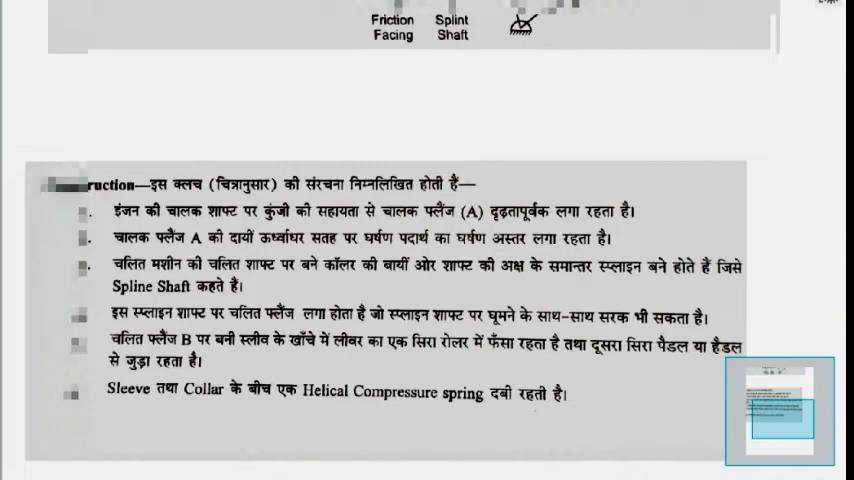 Friction Splint
Facing Shaft
ruction—इस क्लच (चित्रानुसार) की संरचना निम्नलिखित होती हैं—
इंजन की चालक शाफ्ट पर कुंजी की सहायता से चालक फ्लैंज (A) दृढ़तापूर्वक लगा रहता है।
चालक फ्लैंज A की दायीं ऊर्ध्वाधर सतह पर घर्षण पदार्थ का घर्षण अस्तर लगा रहता है।
चलित मशीन की चलित शाफ्ट पर बने कॉलर की बायीं ओर शाफ्ट की अक्ष के समान्तर स्प्लाइन बने होते हैं जिसे
Spline Shaft कहते हैं।
इस स्प्लाइन शाफ्ट पर चलित फ्लैंज लगा होता है जो स्प्लाइन शाफ्ट पर घूमने के साथ-साथ सरक भी सकता है।
चलित फ्लैंज B पर बनी स्लीव के खाँचे में लीवर का एक सिरा रोलर में फँसा रहता है तथा दूसरा सिरा पैडल या हैंडल
से जुड़ा रहता है।
Sleeve तथा Collar के बीच एक Helical Compressure spring दबी रहती है।